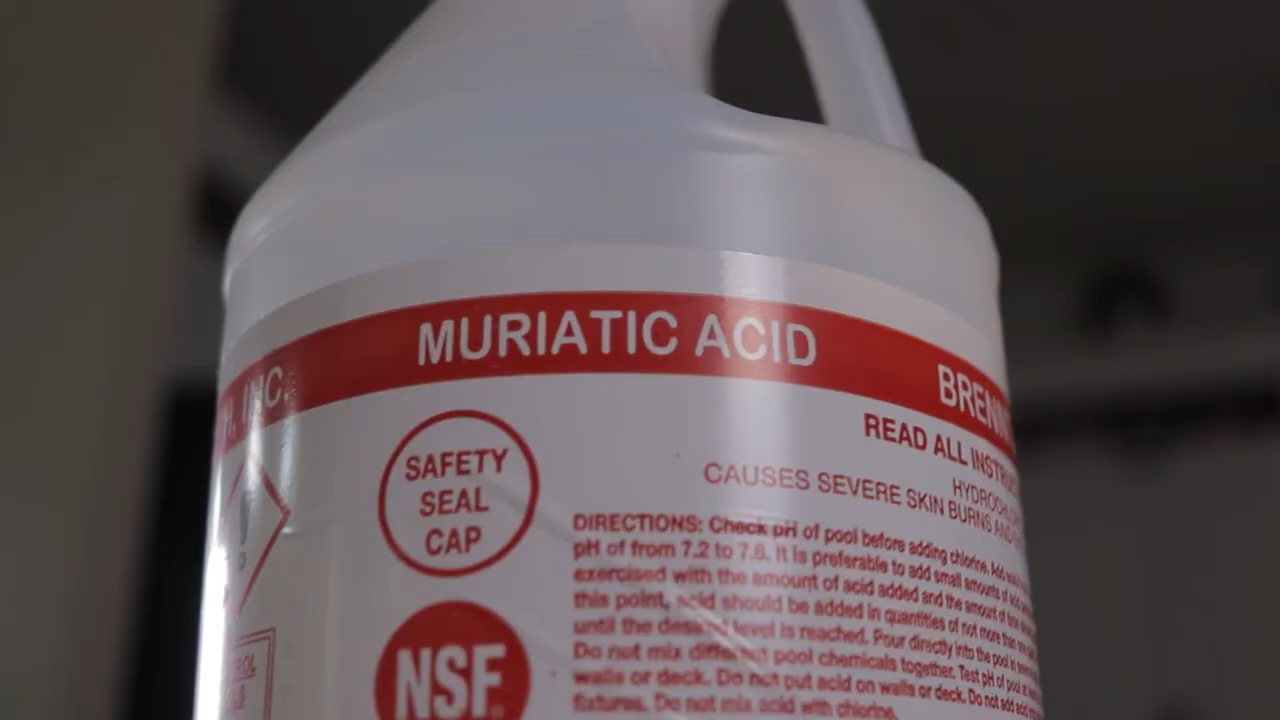 MURIATIC ACID
INC.
BRENN
SAFETY
SEAL
CAP
NSF
READ ALL INSTRU
HYDROCHLO
CAUSES SEVERE SKIN BURNS AND
DIRECTIONS: Check pH of pool before adding chlorine. Add
pH of from 7.2 to 7.6. It is preferable to add small amounts of acid
exercised with the amount of acid added and the amount of time
this point, acid should be added in quantities of not more than one
until the desired level is reached. Pour directly into the pool in
Do not mix different pool chemicals together. Test pH of pool
walls or deck. Do not put acid on walls or deck. Do not add
fixtures. Do not mix acid with chlorine.